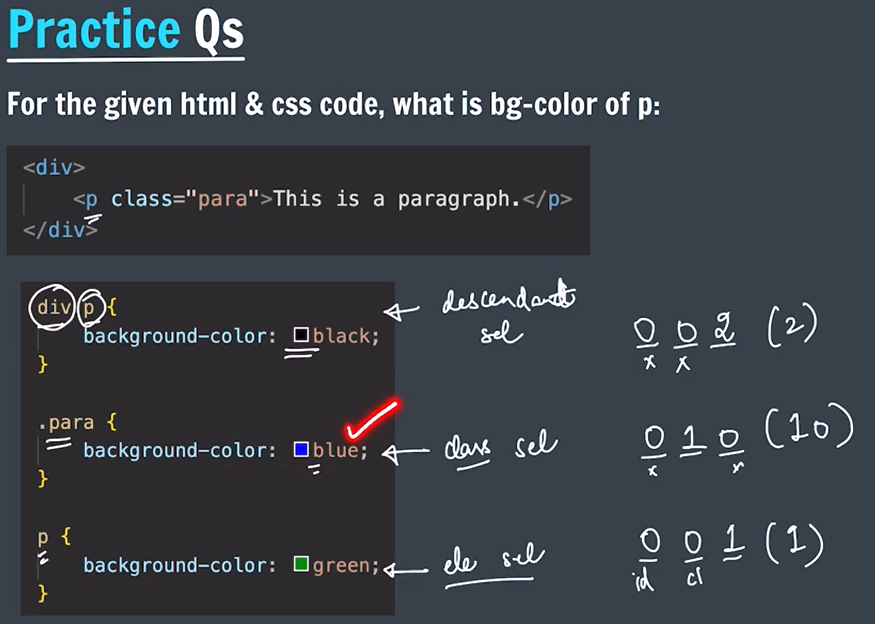 Practice Qs
For the given html & css code, what is bg-color of p:
<div>
<p class="para">This is a paragraph.</p>
</div>
div p {
background-color: black;
}
descendant
sel
0 0 2 (2)
x x
.para {
background-color: blue;
}
class sel
0 1 0 (10)
x x
p {
background-color: green;
}
ele sel
0 0 1 (1)
id cl